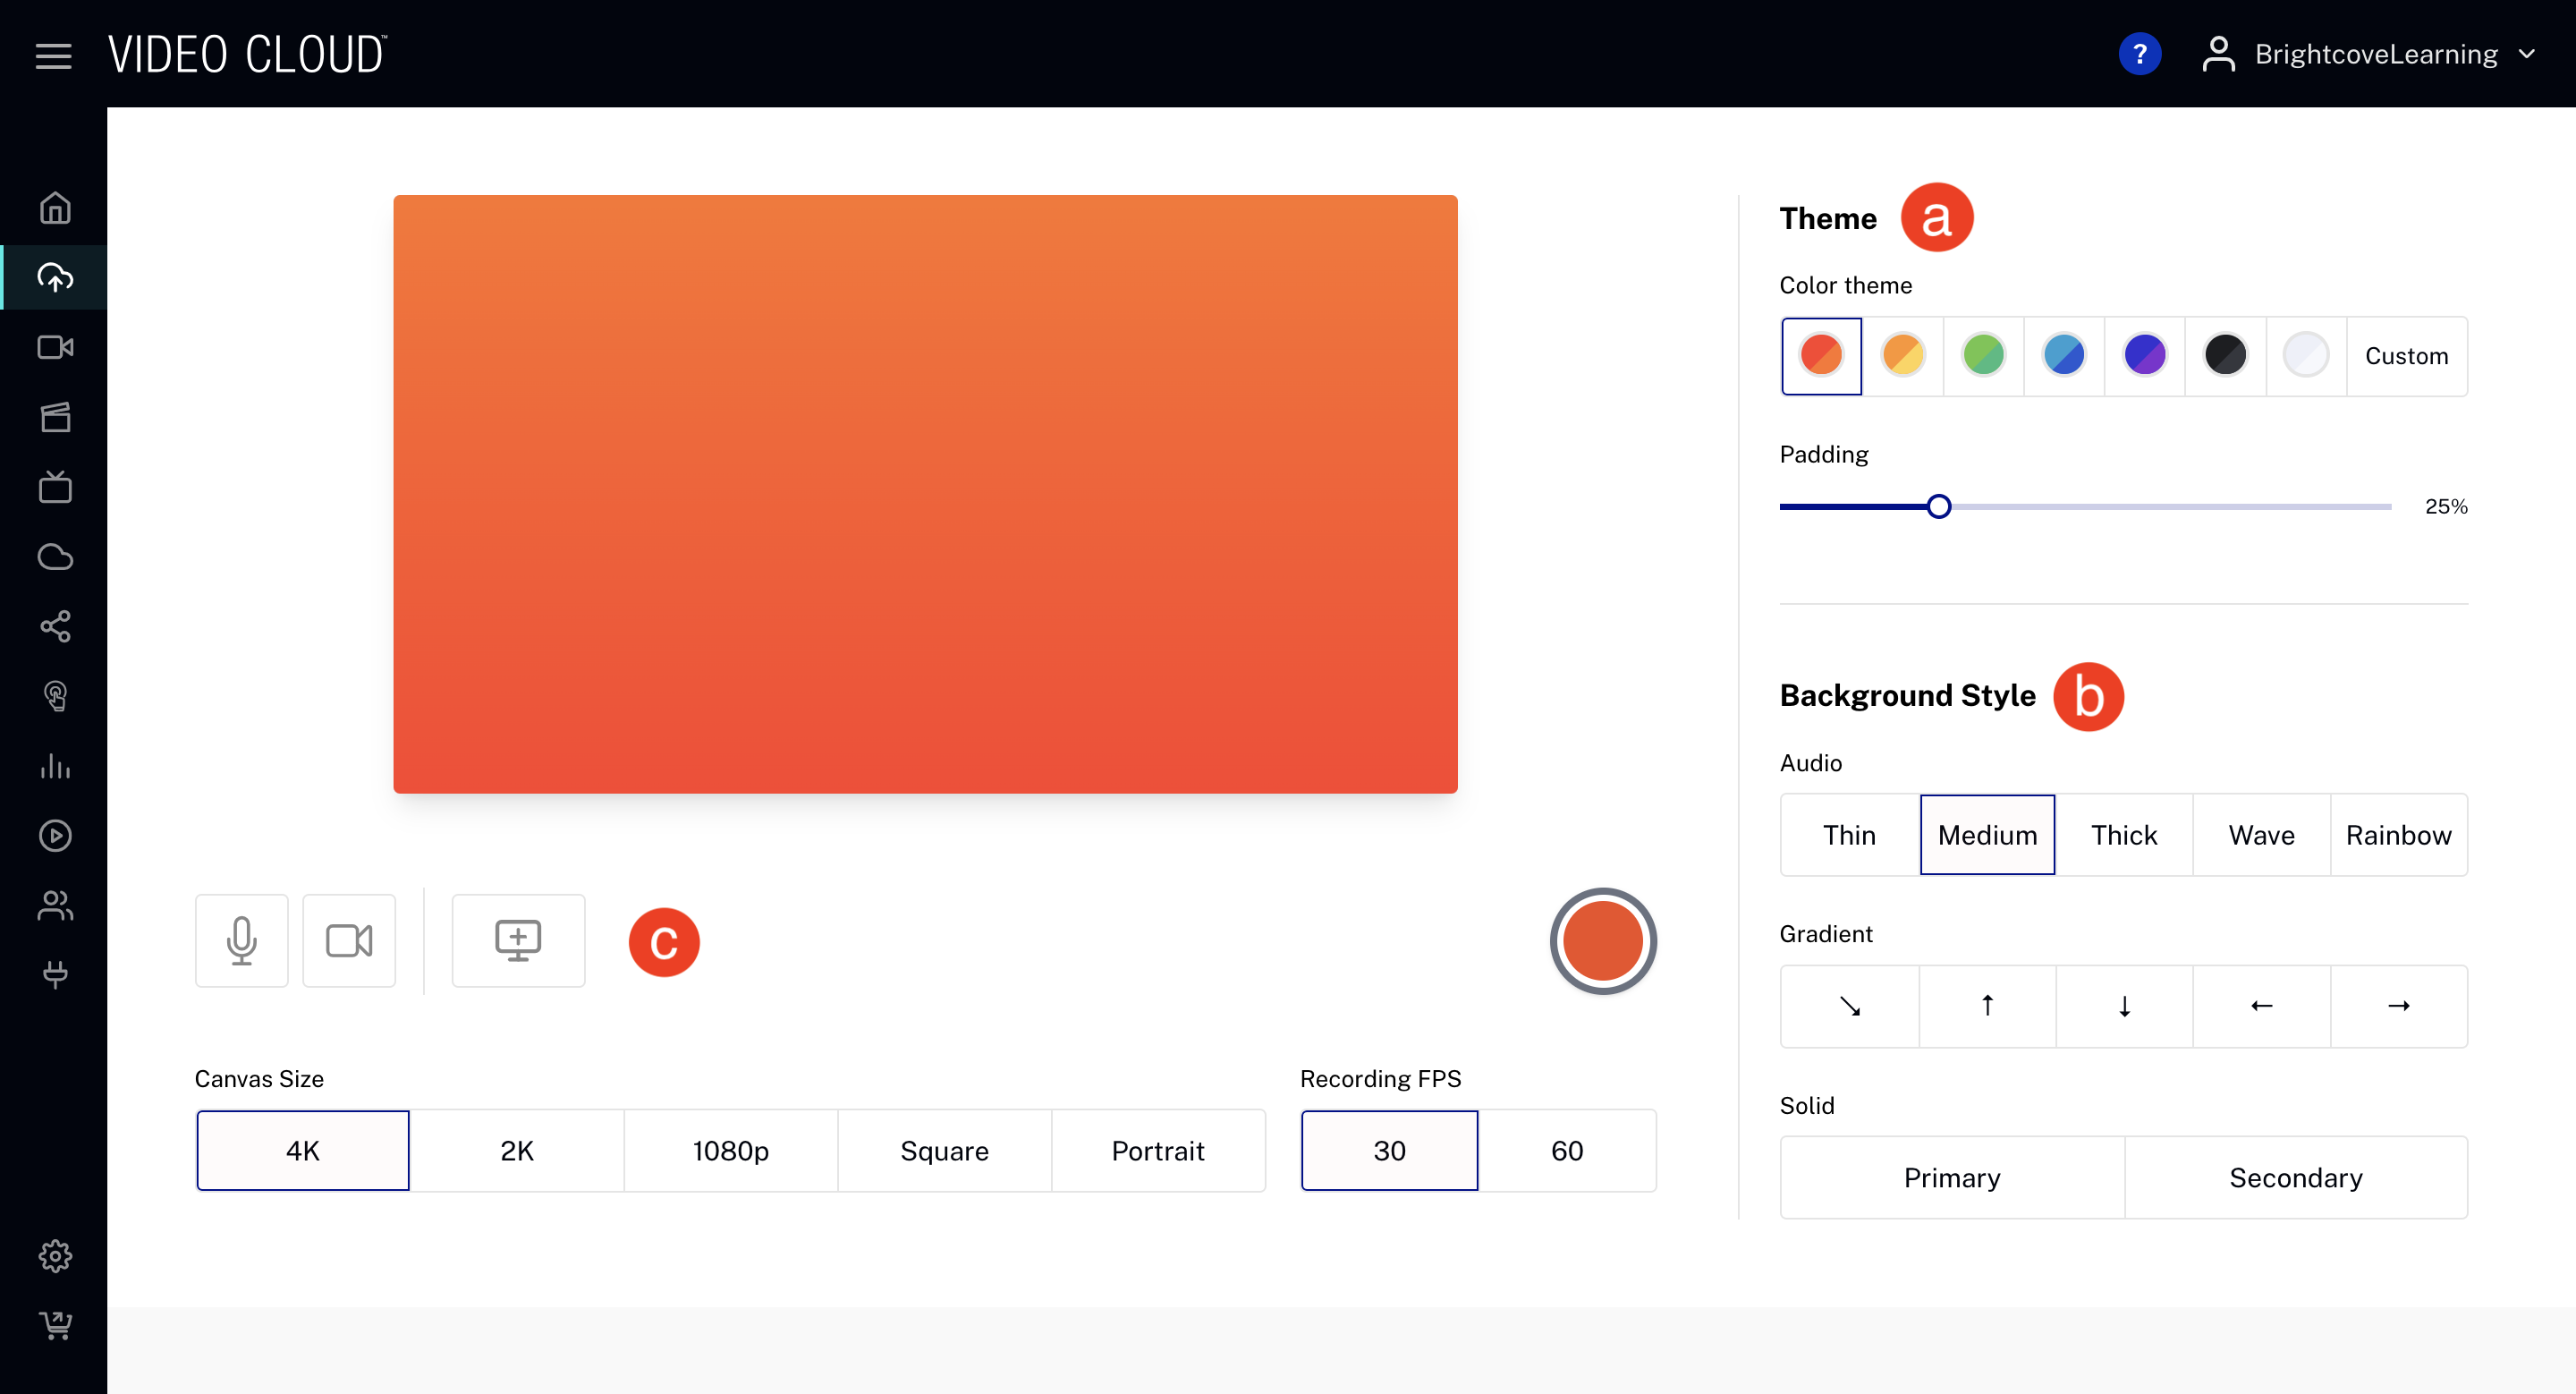 VIDEO CLOUD™
?
BrightcoveLearning
Theme
a
Color theme
Custom
Padding
25%
Background Style
b
Audio
Thin Medium Thick Wave Rainbow
Gradient
↘ ↑ ↓ ← →
Solid
Primary Secondary
c
Canvas Size
4K 2K 1080p Square Portrait
Recording FPS
30 60